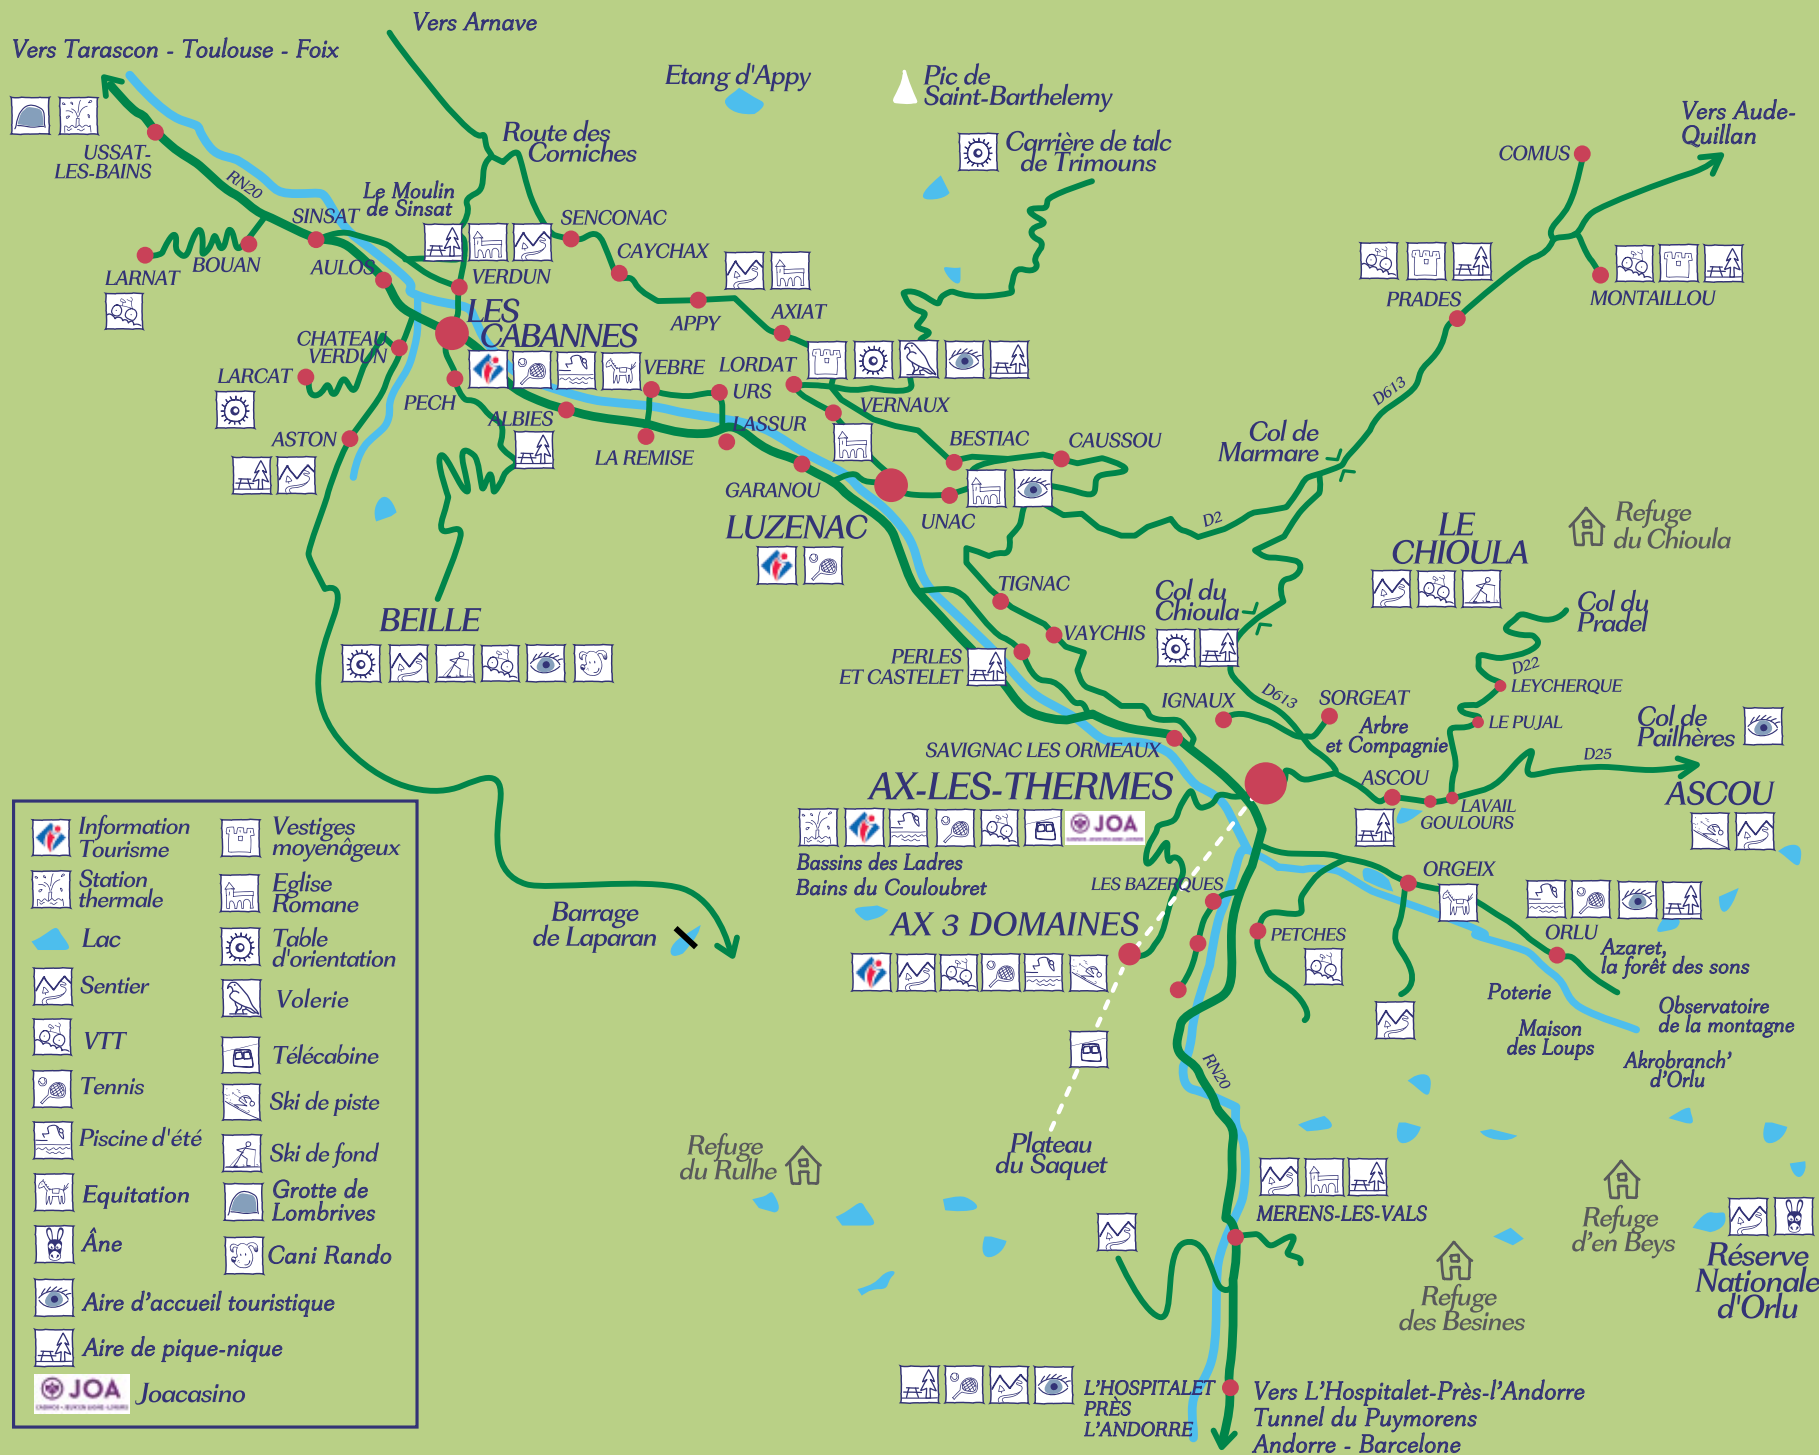 Vers Arnave
Vers Tarascon - Toulouse - Foix
Etang d'Appy
Pic de
Saint-Barthelemy
Vers Aude-
Quillan
Route des
Corniches
Carrière de talc
de Trimouns
COMUS
USSAT-
LES-BAINS
RN20
Le Moulin
de Sinsat
SINSAT
SENCONAC
CAYCHAX
LARNAT
BOUAN
AULOS
VERDUN
PRADES
MONTAILLOU
LES
CABANNES
APPY
AXIAT
CHATEAU
VERDUN
LARCAT
PECH
VEBRE
URS
LORDAT
VERNAUX
D613
ASTON
ALBIES
LA REMISE
LASSUR
GARANOU
BESTIAC
CAUSSOU
Col de
Marmare
LUZENAC
UNAC
D2
LE
CHIOULA
Refuge
du Chioula
BEILLE
TIGNAC
VAYCHIS
Col du
Chioula
Col du
Pradel
PERLES
ET CASTELET
D22
LEYCHERQUE
IGNAUX
D613
SORGEAT
Arbre
et Compagnie
LE PUJAL
Col de
Pailhères
SAVIGNAC LES ORMEAUX
D25
AX-LES-THERMES
ASCOU
LAVAIL
GOULOURS
ASCOU
JOA
Bassins des Ladres
Bains du Couloubret
LES BAZERQUES
ORGEIX
Barrage
de Laparan
AX 3 DOMAINES
PETCHES
ORLU
Azaret,
la forêt des sons
Poterie
Observatoire
de la montagne
Maison
des Loups
Akrobranch'
d'Orlu
RN20
Refuge
du Rulhe
Plateau
du Saquet
MERENS-LES-VALS
Refuge
d'en Beys
Refuge
des Besines
Réserve
Nationale
d'Orlu
L'HOSPITALET
PRÈS
L'ANDORRE
Vers L'Hospitalet-Près-l'Andorre
Tunnel du Puymorens
Andorre - Barcelone
Information
Tourisme
Station
thermale
Lac
Sentier
VTT
Tennis
Piscine d'été
Equitation
Âne
Aire d'accueil touristique
Aire de pique-nique
JOA
Joacasino
Vestiges
moyenâgeux
Eglise
Romane
Table
d'orientation
Volerie
Télécabine
Ski de piste
Ski de fond
Grotte de
Lombrives
Cani Rando